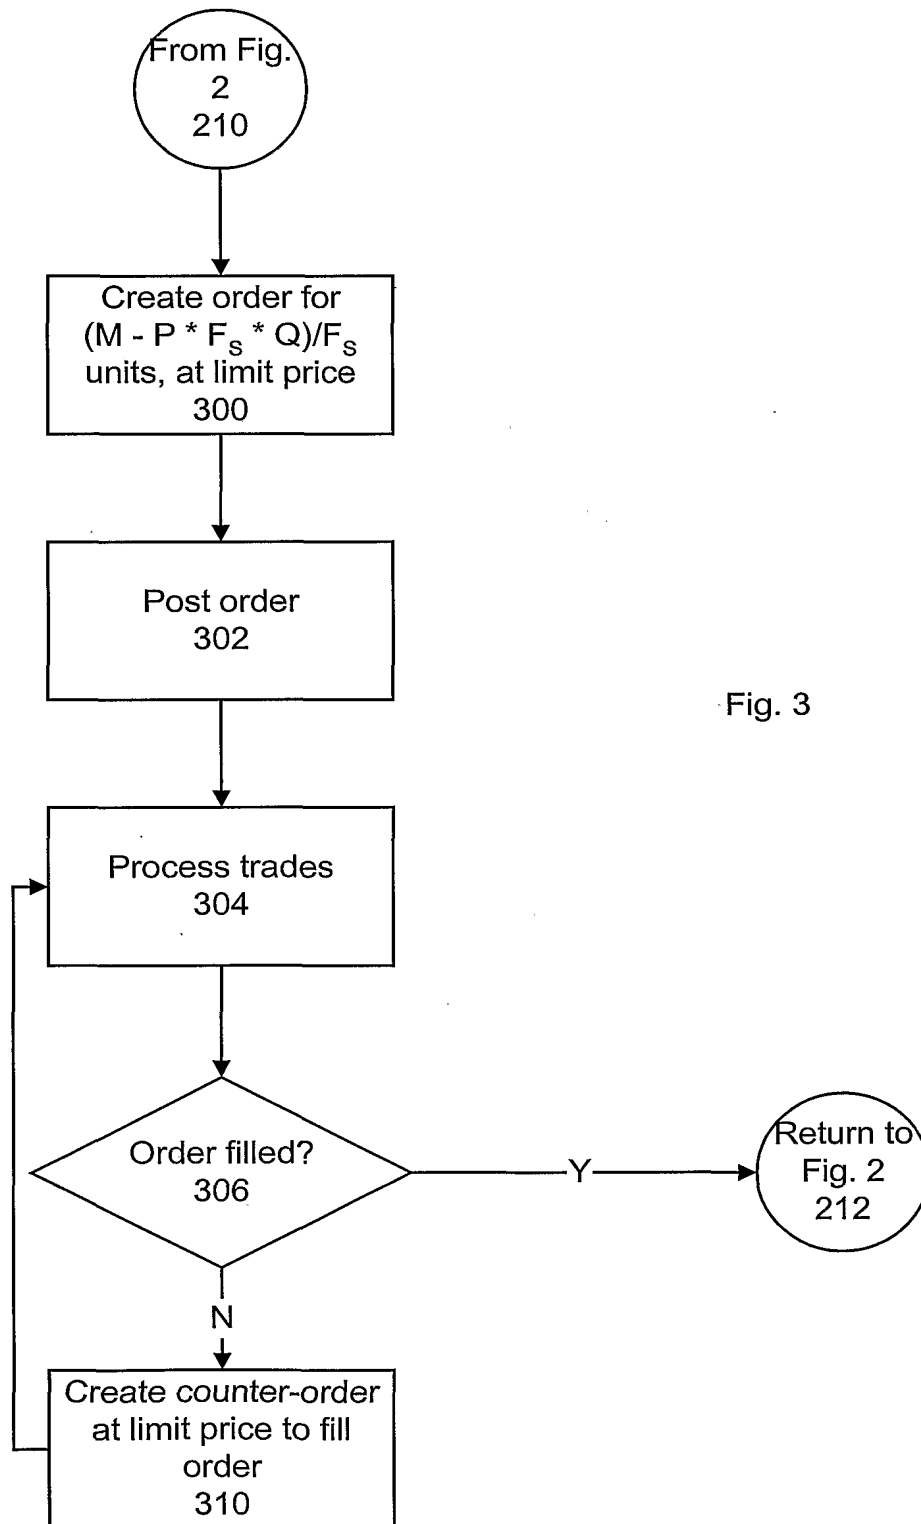 From Fig.
2
210
Create order for
(M - P * Fₛ * Q)/Fₛ
units, at limit price
300
Post order
302
Fig. 3
Process trades
304
Order filled?
306
Y
Return to
Fig. 2
212
N
Create counter-order
at limit price to fill
order
310